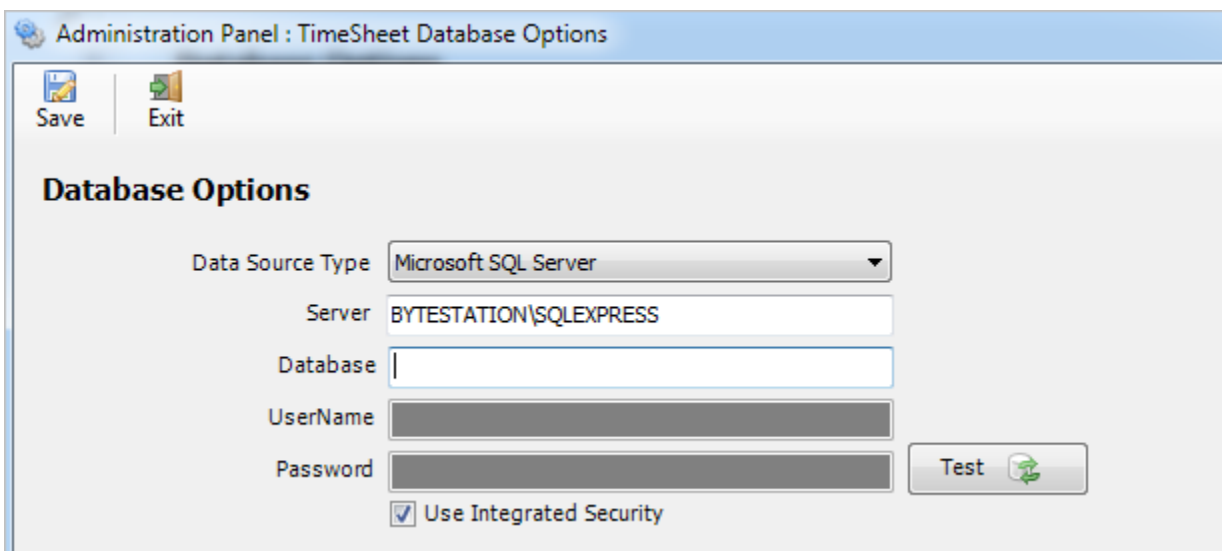 Administration Panel : TimeSheet Database Options
Save Exit
Database Options
Data Source Type Microsoft SQL Server
Server BYTESTATION\SQLEXPRESS
Database
UserName
Password Test
Use Integrated Security